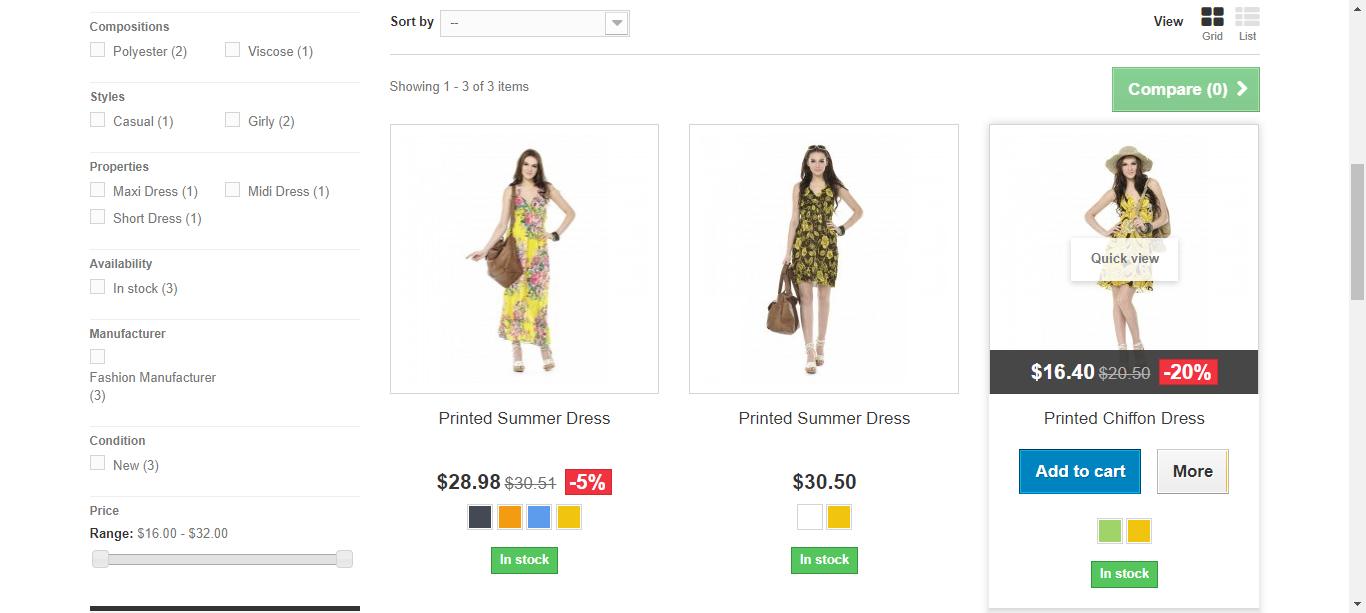 Compositions
Polyester (2)
Viscose (1)
Styles
Casual (1)
Girly (2)
Properties
Maxi Dress (1)
Midi Dress (1)
Short Dress (1)
Availability
In stock (3)
Manufacturer
Fashion Manufacturer
(3)
Condition
New (3)
Price
Range: $16.00 - $32.00
Sort by
--
View
Grid
List
Showing 1 - 3 of 3 items
Compare (0)
Printed Summer Dress
$28.98 $30.51 -5%
In stock
Printed Summer Dress
$30.50
In stock
Quick view
$16.40 $20.50 -20%
Printed Chiffon Dress
Add to cart
More
In stock